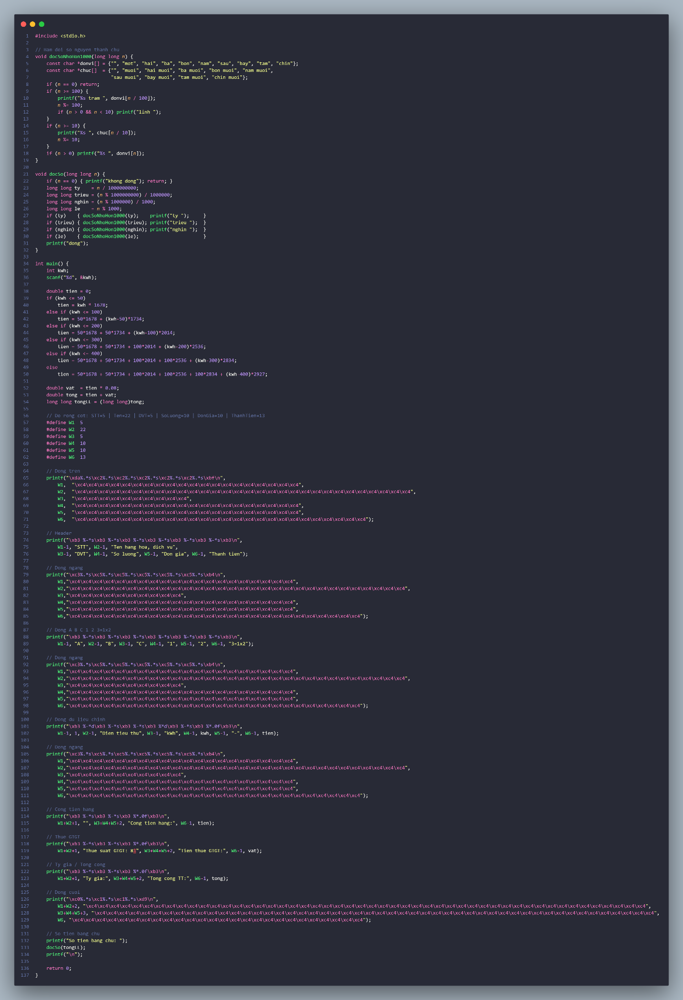 1 #include <stdio.h>
2
3 // Ham doi so nguyen thanh chu
4 void docSoNhoHon1000(long long n) {
5     const char *donvi[] = {"", "mot", "hai", "ba", "bon", "nam", "sau", "bay", "tam", "chin"};
6     const char *chuc[]  = {"", "muoi", "hai muoi", "ba muoi", "bon muoi", "nam muoi",
7                            "sau muoi", "bay muoi", "tam muoi", "chin muoi"};
8     if (n == 0) return;
9     if (n >= 100) {
10         printf("%s tram ", donvi[n / 100]);
11         n %= 100;
12         if (n > 0 && n < 10) printf("linh ");
13     }
14     if (n >= 10) {
15         printf("%s ", chuc[n / 10]);
16         n %= 10;
17     }
18     if (n > 0) printf("%s ", donvi[n]);
19 }
20
21 void docSo(long long n) {
22     if (n == 0) { printf("khong dong"); return; }
23     long long ty    = n / 1000000000;
24     long long trieu = (n % 1000000000) / 1000000;
25     long long nghin = (n % 1000000) / 1000;
26     long long le    = n % 1000;
27     if (ty)    { docSoNhoHon1000(ty);    printf("ty ");     }
28     if (trieu) { docSoNhoHon1000(trieu); printf("trieu ");  }
29     if (nghin) { docSoNhoHon1000(nghin); printf("nghin ");  }
30     if (le)    { docSoNhoHon1000(le);                       }
31     printf("dong");
32 }
33
34 int main() {
35     int kwh;
36     scanf("%d", &kwh);
37
38     double tien = 0;
39     if (kwh <= 50)
40         tien = kwh * 1678;
41     else if (kwh <= 100)
42         tien = 50*1678 + (kwh-50)*1734;
43     else if (kwh <= 200)
44         tien = 50*1678 + 50*1734 + (kwh-100)*2014;
45     else if (kwh <= 300)
46         tien = 50*1678 + 50*1734 + 100*2014 + (kwh-200)*2536;
47     else if (kwh <= 400)
48         tien = 50*1678 + 50*1734 + 100*2014 + 100*2536 + (kwh-300)*2834;
49     else
50         tien = 50*1678 + 50*1734 + 100*2014 + 100*2536 + 100*2834 + (kwh-400)*2927;
51
52     double vat  = tien * 0.08;
53     double tong = tien + vat;
54     long long tongLL = (long long)tong;
55
56     // Do rong cot: STT=5 | Ten=22 | DVT=5 | SoLuong=10 | DonGia=10 | ThanhTien=13
57     #define W1  5
58     #define W2  22
59     #define W3  5
60     #define W4  10
61     #define W5  10
62     #define W6  13
63
64     // Dong tren
65     printf("\xda%.*s\xc2%.*s\xc2%.*s\xc2%.*s\xc2%.*s\xc2%.*s\xbf\n",
66         W1,  "\xc4\xc4\xc4\xc4\xc4\xc4\xc4\xc4\xc4\xc4\xc4\xc4\xc4\xc4\xc4\xc4\xc4\xc4\xc4\xc4",
67         W2,  "\xc4\xc4\xc4\xc4\xc4\xc4\xc4\xc4\xc4\xc4\xc4\xc4\xc4\xc4\xc4\xc4\xc4\xc4\xc4\xc4\xc4\xc4\xc4\xc4\xc4\xc4\xc4\xc4\xc4\xc4",
68         W3,  "\xc4\xc4\xc4\xc4\xc4\xc4\xc4\xc4\xc4\xc4",
69         W4,  "\xc4\xc4\xc4\xc4\xc4\xc4\xc4\xc4\xc4\xc4\xc4\xc4\xc4\xc4\xc4\xc4\xc4\xc4\xc4\xc4",
70         W5,  "\xc4\xc4\xc4\xc4\xc4\xc4\xc4\xc4\xc4\xc4\xc4\xc4\xc4\xc4\xc4\xc4\xc4\xc4\xc4\xc4",
71         W6,  "\xc4\xc4\xc4\xc4\xc4\xc4\xc4\xc4\xc4\xc4\xc4\xc4\xc4\xc4\xc4\xc4\xc4\xc4\xc4\xc4\xc4\xc4\xc4\xc4\xc4\xc4");
72
73     // Header
74     printf("\xb3 %-*s\xb3 %-*s\xb3 %-*s\xb3 %-*s\xb3 %-*s\xb3 %-*s\xb3\n",
75         W1-1, "STT", W2-1, "Ten hang hoa, dich vu",
76         W3-1, "DVT", W4-1, "So luong", W5-1, "Don gia", W6-1, "Thanh tien");
77
78     // Dong ngang
79     printf("\xc3%.*s\xc5%.*s\xc5%.*s\xc5%.*s\xc5%.*s\xc5%.*s\xb4\n",
80         W1,"\xc4\xc4\xc4\xc4\xc4\xc4\xc4\xc4\xc4\xc4\xc4\xc4\xc4\xc4\xc4\xc4\xc4\xc4\xc4\xc4",
81         W2,"\xc4\xc4\xc4\xc4\xc4\xc4\xc4\xc4\xc4\xc4\xc4\xc4\xc4\xc4\xc4\xc4\xc4\xc4\xc4\xc4\xc4\xc4\xc4\xc4\xc4\xc4\xc4\xc4\xc4\xc4",
82         W3,"\xc4\xc4\xc4\xc4\xc4\xc4\xc4\xc4\xc4\xc4",
83         W4,"\xc4\xc4\xc4\xc4\xc4\xc4\xc4\xc4\xc4\xc4\xc4\xc4\xc4\xc4\xc4\xc4\xc4\xc4\xc4\xc4",
84         W5,"\xc4\xc4\xc4\xc4\xc4\xc4\xc4\xc4\xc4\xc4\xc4\xc4\xc4\xc4\xc4\xc4\xc4\xc4\xc4\xc4",
85         W6,"\xc4\xc4\xc4\xc4\xc4\xc4\xc4\xc4\xc4\xc4\xc4\xc4\xc4\xc4\xc4\xc4\xc4\xc4\xc4\xc4\xc4\xc4\xc4\xc4\xc4\xc4");
86
87     // Dong A B C 1 2 3=1x2
88     printf("\xb3 %-*s\xb3 %-*s\xb3 %-*s\xb3 %-*s\xb3 %-*s\xb3 %-*s\xb3\n",
89         W1-1, "A", W2-1, "B", W3-1, "C", W4-1, "1", W5-1, "2", W6-1, "3=1x2");
90
91     // Dong ngang
92     printf("\xc3%.*s\xc5%.*s\xc5%.*s\xc5%.*s\xc5%.*s\xc5%.*s\xb4\n",
93         W1,"\xc4\xc4\xc4\xc4\xc4\xc4\xc4\xc4\xc4\xc4\xc4\xc4\xc4\xc4\xc4\xc4\xc4\xc4\xc4\xc4",
94         W2,"\xc4\xc4\xc4\xc4\xc4\xc4\xc4\xc4\xc4\xc4\xc4\xc4\xc4\xc4\xc4\xc4\xc4\xc4\xc4\xc4\xc4\xc4\xc4\xc4\xc4\xc4\xc4\xc4\xc4\xc4",
95         W3,"\xc4\xc4\xc4\xc4\xc4\xc4\xc4\xc4\xc4\xc4",
96         W4,"\xc4\xc4\xc4\xc4\xc4\xc4\xc4\xc4\xc4\xc4\xc4\xc4\xc4\xc4\xc4\xc4\xc4\xc4\xc4\xc4",
97         W5,"\xc4\xc4\xc4\xc4\xc4\xc4\xc4\xc4\xc4\xc4\xc4\xc4\xc4\xc4\xc4\xc4\xc4\xc4\xc4\xc4",
98         W6,"\xc4\xc4\xc4\xc4\xc4\xc4\xc4\xc4\xc4\xc4\xc4\xc4\xc4\xc4\xc4\xc4\xc4\xc4\xc4\xc4\xc4\xc4\xc4\xc4\xc4\xc4");
99
100     // Dong du lieu chinh
101     printf("\xb3 %-*d\xb3 %-*s\xb3 %-*s\xb3 %*d\xb3 %-*s\xb3 %*.0f\xb3\n",
102         W1-1, 1, W2-1, "Dien tieu thu", W3-1, "kWh", W4-1, kwh, W5-1, "-", W6-1, tien);
103
104     // Dong ngang
105     printf("\xc3%.*s\xc5%.*s\xc5%.*s\xc5%.*s\xc5%.*s\xc5%.*s\xb4\n",
106         W1,"\xc4\xc4\xc4\xc4\xc4\xc4\xc4\xc4\xc4\xc4\xc4\xc4\xc4\xc4\xc4\xc4\xc4\xc4\xc4\xc4",
107         W2,"\xc4\xc4\xc4\xc4\xc4\xc4\xc4\xc4\xc4\xc4\xc4\xc4\xc4\xc4\xc4\xc4\xc4\xc4\xc4\xc4\xc4\xc4\xc4\xc4\xc4\xc4\xc4\xc4\xc4\xc4",
108         W3,"\xc4\xc4\xc4\xc4\xc4\xc4\xc4\xc4\xc4\xc4",
109         W4,"\xc4\xc4\xc4\xc4\xc4\xc4\xc4\xc4\xc4\xc4\xc4\xc4\xc4\xc4\xc4\xc4\xc4\xc4\xc4\xc4",
110         W5,"\xc4\xc4\xc4\xc4\xc4\xc4\xc4\xc4\xc4\xc4\xc4\xc4\xc4\xc4\xc4\xc4\xc4\xc4\xc4\xc4",
111         W6,"\xc4\xc4\xc4\xc4\xc4\xc4\xc4\xc4\xc4\xc4\xc4\xc4\xc4\xc4\xc4\xc4\xc4\xc4\xc4\xc4\xc4\xc4\xc4\xc4\xc4\xc4");
112
113     // Cong tien hang
114     printf("\xb3 %-*s\xb3 %-*s\xb3 %*.0f\xb3\n",
115         W1+W2+1, "", W3+W4+W5+2, "Cong tien hang:", W6-1, tien);
116
117     // Thue GTGT
118     printf("\xb3 %-*s\xb3 %-*s\xb3 %*.0f\xb3\n",
119         W1+W2+1, "Thue suat GTGT: 8%", W3+W4+W5+2, "Tien thue GTGT:", W6-1, vat);
120
121     // Ty gia / Tong cong
122     printf("\xb3 %-*s\xb3 %-*s\xb3 %*.0f\xb3\n",
123         W1+W2+1, "Ty gia:", W3+W4+W5+2, "Tong cong TT:", W6-1, tong);
124
125     // Dong cuoi
126     printf("\xc0%.*s\xc1%.*s\xc1%.*s\xd9\n",
127         W1+W2+2, "\xc4\xc4\xc4\xc4\xc4\xc4\xc4\xc4\xc4\xc4\xc4\xc4\xc4\xc4\xc4\xc4\xc4\xc4\xc4\xc4\xc4\xc4\xc4\xc4\xc4\xc4\xc4\xc4\xc4\xc4\xc4\xc4\xc4\xc4\xc4\xc4\xc4\xc4\xc4\xc4\xc4\xc4\xc4\xc4\xc4\xc4\xc4\xc4\xc4\xc4",
128         W3+W4+W5+3, "\xc4\xc4\xc4\xc4\xc4\xc4\xc4\xc4\xc4\xc4\xc4\xc4\xc4\xc4\xc4\xc4\xc4\xc4\xc4\xc4\xc4\xc4\xc4\xc4\xc4\xc4\xc4\xc4\xc4\xc4\xc4\xc4\xc4\xc4\xc4\xc4\xc4\xc4\xc4\xc4\xc4\xc4\xc4\xc4\xc4\xc4\xc4\xc4\xc4\xc4",
129         W6, "\xc4\xc4\xc4\xc4\xc4\xc4\xc4\xc4\xc4\xc4\xc4\xc4\xc4\xc4\xc4\xc4\xc4\xc4\xc4\xc4\xc4\xc4\xc4\xc4\xc4\xc4");
130
131     // So tien bang chu
132     printf("So tien bang chu: ");
133     docSo(tongLL);
134     printf("\n");
135
136     return 0;
137 }